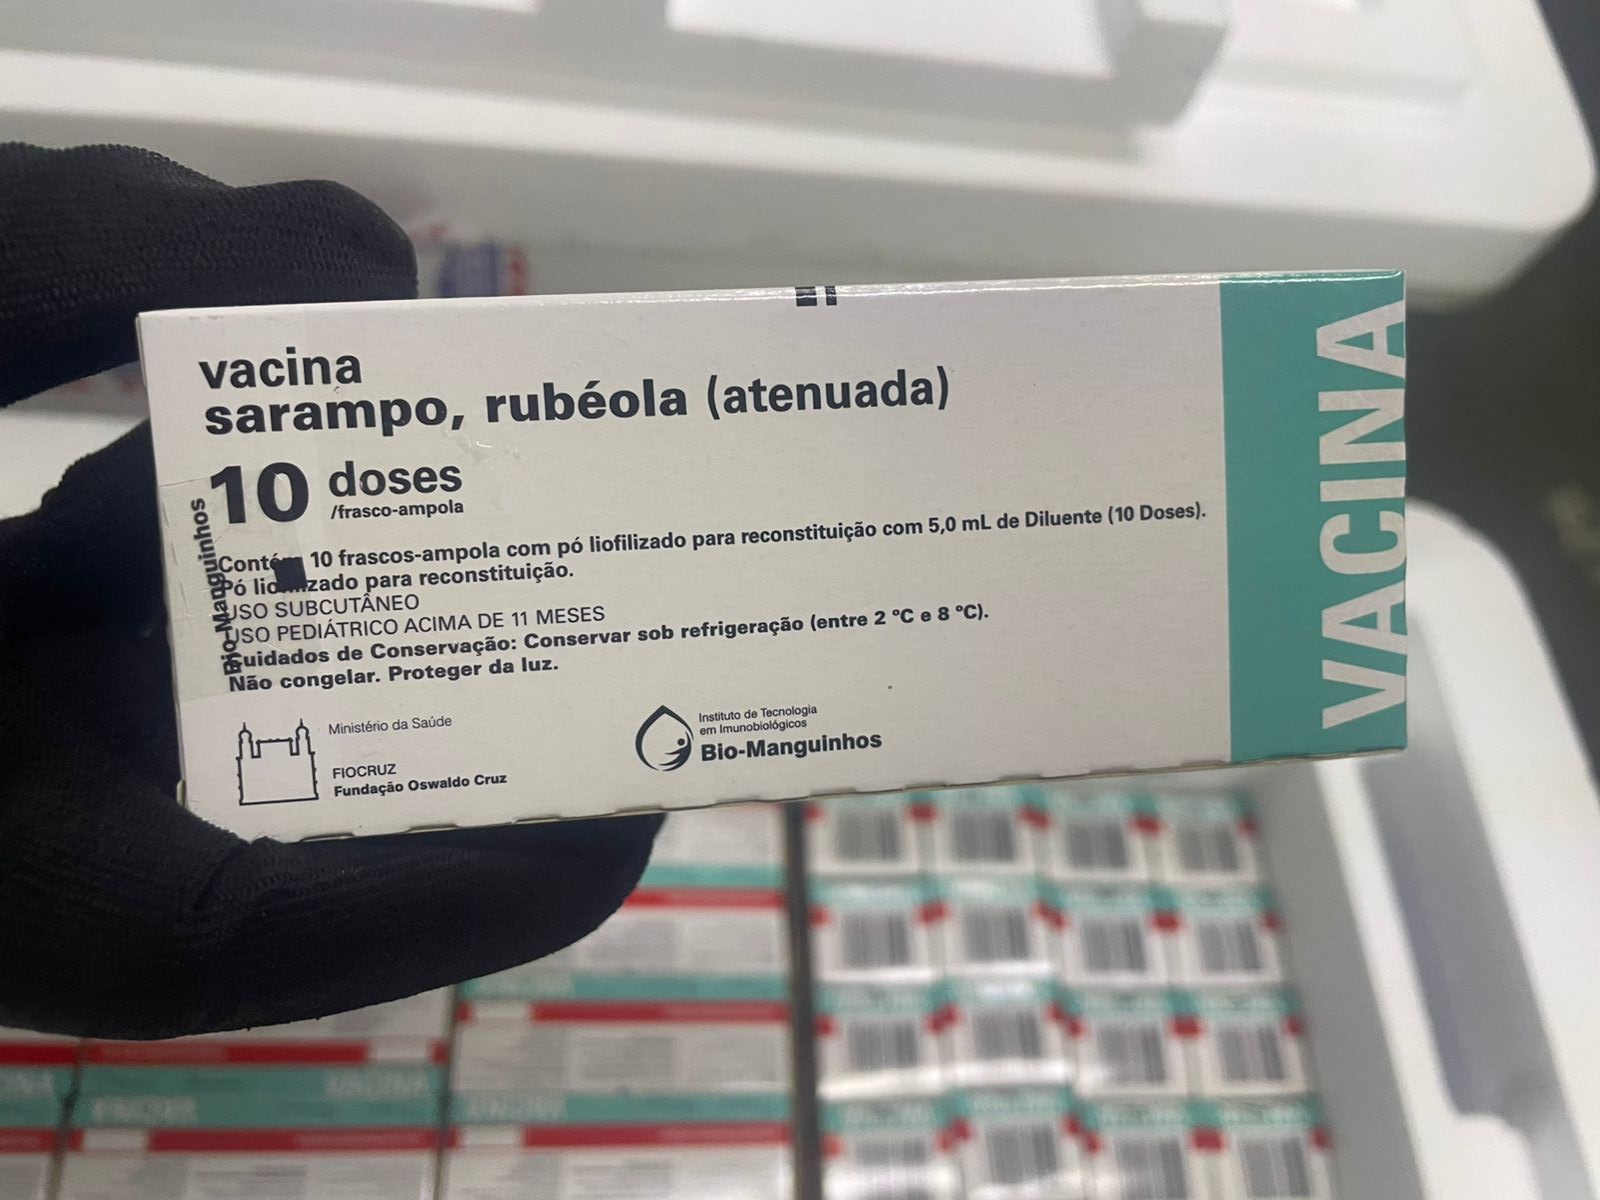 vacina
sarampo, rubéola (atenuada)
10 doses
/frasco-ampola
Contém 10 frascos-ampola com pó liofilizado para reconstituição com 5,0 mL de Diluente (10 Doses).
Pó liofilizado para reconstituição.
USO SUBCUTÂNEO
USO PEDIÁTRICO ACIMA DE 11 MESES
Cuidados de Conservação: Conservar sob refrigeração (entre 2 °C e 8 °C).
Não congelar. Proteger da luz.
Bio-Manguinhos
Ministério da Saúde
FIOCRUZ
Fundação Oswaldo Cruz
Instituto de Tecnologia
em Imunobiológicos
Bio-Manguinhos
VACINA